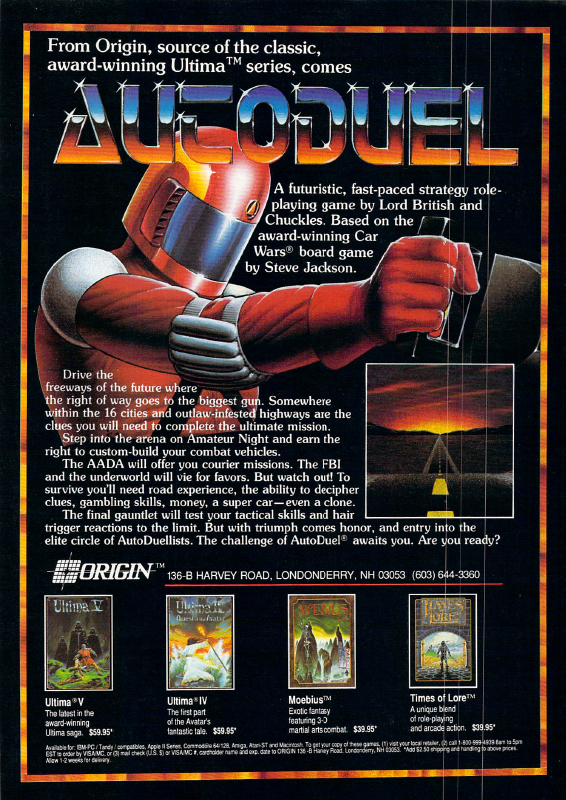 From Origin, source of the classic,
award-winning Ultima™ series, comes
AUTODUEL
A futuristic, fast-paced strategy role-
playing game by Lord British and
Chuckles. Based on the
award-winning Car
Wars® board game
by Steve Jackson.
Drive the
freeways of the future where
the right of way goes to the biggest gun. Somewhere
within the 16 cities and outlaw-infested highways are the
clues you will need to complete the ultimate mission.
Step into the arena on Amateur Night and earn the
right to custom-build your combat vehicles.
The AADA will offer you courier missions. The FBI
and the underworld will vie for favors. But watch out! To
survive you'll need road experience, the ability to decipher
clues, gambling skills, money, a super car—even a clone.
The final gauntlet will test your tactical skills and hair
trigger reactions to the limit. But with triumph comes honor, and entry into the
elite circle of AutoDuellists. The challenge of AutoDuel® awaits you. Are you ready?
ORIGIN™ 136-B HARVEY ROAD, LONDONDERRY, NH 03053 (603) 644-3360
Ultima V
Ultima IV
Quest of the Avatar
MOEBIUS
TIMES OF LORE
Ultima® V
The latest in the
award-winning
Ultima saga. $59.95*
Ultima® IV
The first part
of the Avatar's
fantastic tale. $59.95*
Moebius™
Exotic fantasy
featuring 3-D
martial arts combat. $39.95*
Times of Lore™
A unique blend
of role-playing
and arcade action. $39.95*
Available for: IBM-PC / Tandy / compatibles, Apple II Series, Commodore 64/128, Amiga, Atari-ST and Macintosh. To get your copy of these games, (1) visit your local retailer, (2) call 1-800-999-4939 8am to 5pm
EST to order by VISA/MC, or (3) mail check (U.S. $) or VISA/MC #, cardholder name and exp. date to ORIGIN 136-B Harvey Road, Londonderry, NH 03053. *Add $2.50 shipping and handling to above prices.
Allow 1-2 weeks for delivery.